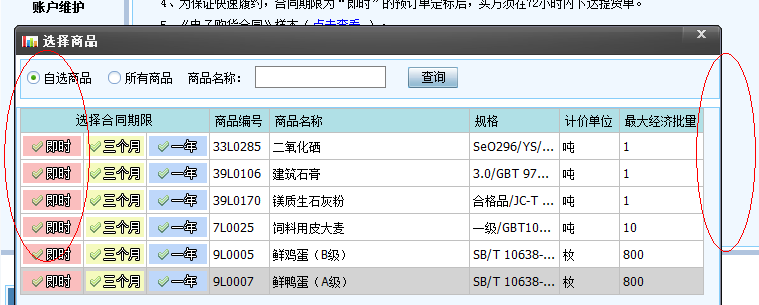 账户维护
4、为保证快速履约，合同期限为“即时”的预订单是标后，买方须在72小时内下达提货单。
5、《电子购货合同》样本（点击查看）；
选择商品
x
自选商品 所有商品 商品名称： 查询
选择合同期限 商品编号 商品名称 规格 计价单位 最大经济批量
即时 三个月 一年 33L0285 二氧化硒 SeO296/YS/... 吨 1
即时 三个月 一年 39L0106 建筑石膏 3.0/GBT 97... 吨 1
即时 三个月 一年 39L0170 镁质生石灰粉 合格品/JC-T ... 吨 1
即时 三个月 一年 7L0025 饲料用皮大麦 一级/GBT10... 吨 10
即时 三个月 一年 9L0005 鲜鸡蛋（B级） SB/T 10638-... 枚 800
即时 三个月 一年 9L0007 鲜鸭蛋（A级） SB/T 10638-... 枚 800